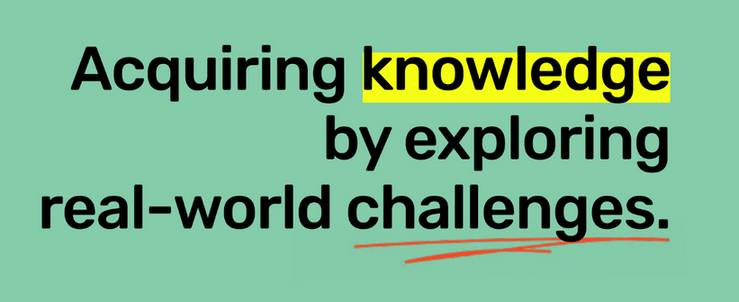 Acquiring knowledge
by exploring
real-world challenges.